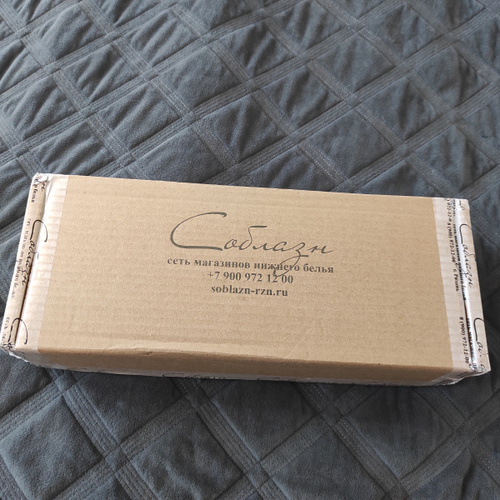 Соблазн
сеть магазинов нижнего белья
+7 900 972 12 00
soblazn-rzn.ru